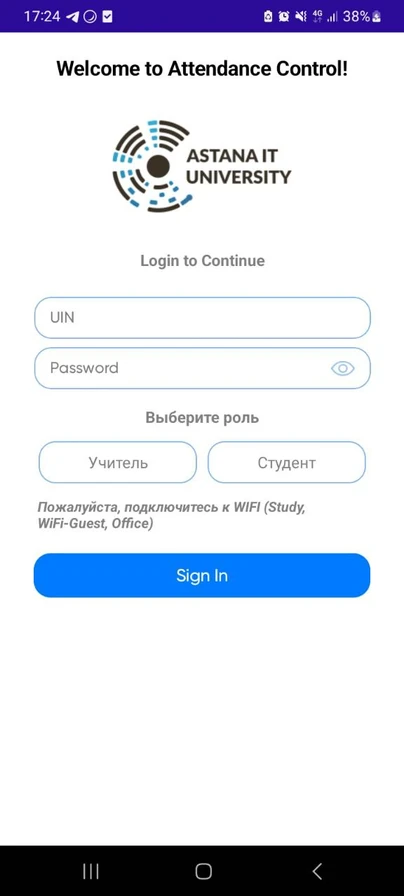 17:24 4G 38%
Welcome to Attendance Control!
ASTANA IT
UNIVERSITY
Login to Continue
UIN
Password
Выберите роль
Учитель Студент
Пожалуйста, подключитесь к WIFI (Study,
WiFi-Guest, Office)
Sign In